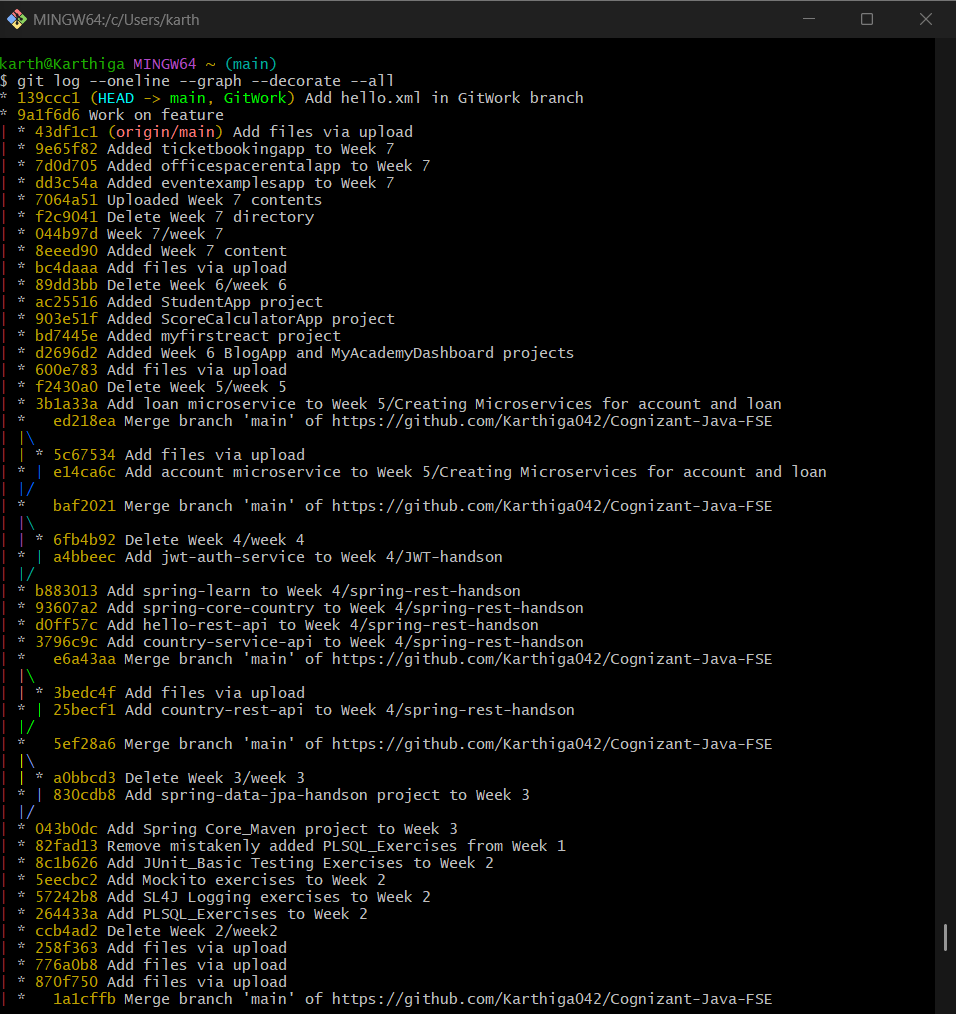 MINGW64:/c/Users/karth
karth@Karthiga MINGW64 ~ (main)
$ git log --oneline --graph --decorate --all
* 139ccc1 (HEAD -> main, GitWork) Add hello.xml in GitWork branch
* 9a1f6d6 Work on feature
| * 43df1c1 (origin/main) Add files via upload
| * 9e65f82 Added ticketbookingapp to Week 7
| * 7d0d705 Added officespacerentalapp to Week 7
| * dd3c54a Added eventexamplesapp to Week 7
| * 7064a51 Uploaded Week 7 contents
| * f2c9041 Delete Week 7 directory
| * 044b97d Week 7/week 7
| * 8eeed90 Added Week 7 content
| * bc4daaa Add files via upload
| * 89dd3bb Delete Week 6/week 6
| * ac25516 Added StudentApp project
| * 903e51f Added ScoreCalculatorApp project
| * bd7445e Added myfirstreact project
| * d2696d2 Added Week 6 BlogApp and MyAcademyDashboard projects
| * 600e783 Add files via upload
| * f2430a0 Delete Week 5/week 5
| * 3b1a33a Add loan microservice to Week 5/Creating Microservices for account and loan
| *   ed218ea Merge branch 'main' of https://github.com/Karthiga042/Cognizant-Java-FSE
| |\
| | * 5c67534 Add files via upload
| * | e14ca6c Add account microservice to Week 5/Creating Microservices for account and loan
| |/
| *   baf2021 Merge branch 'main' of https://github.com/Karthiga042/Cognizant-Java-FSE
| |\
| | * 6fb4b92 Delete Week 4/week 4
| * | a4bbeec Add jwt-auth-service to Week 4/JWT-handson
| |/
| * b883013 Add spring-learn to Week 4/spring-rest-handson
| * 93607a2 Add spring-core-country to Week 4/spring-rest-handson
| * d0ff57c Add hello-rest-api to Week 4/spring-rest-handson
| * 3796c9c Add country-service-api to Week 4/spring-rest-handson
| *   e6a43aa Merge branch 'main' of https://github.com/Karthiga042/Cognizant-Java-FSE
| |\
| | * 3bedc4f Add files via upload
| * | 25becf1 Add country-rest-api to Week 4/spring-rest-handson
| |/
| *   5ef28a6 Merge branch 'main' of https://github.com/Karthiga042/Cognizant-Java-FSE
| |\
| | * a0bbcd3 Delete Week 3/week 3
| * | 830cdb8 Add spring-data-jpa-handson project to Week 3
| |/
| * 043b0dc Add Spring Core_Maven project to Week 3
| * 82fad13 Remove mistakenly added PLSQL_Exercises from Week 1
| * 8c1b626 Add JUnit_Basic Testing Exercises to Week 2
| * 5eecbc2 Add Mockito exercises to Week 2
| * 57242b8 Add SL4J Logging exercises to Week 2
| * 264433a Add PLSQL_Exercises to Week 2
| * ccb4ad2 Delete Week 2/week2
| * 258f363 Add files via upload
| * 776a0b8 Add files via upload
| * 870f750 Add files via upload
| *   1a1cffb Merge branch 'main' of https://github.com/Karthiga042/Cognizant-Java-FSE